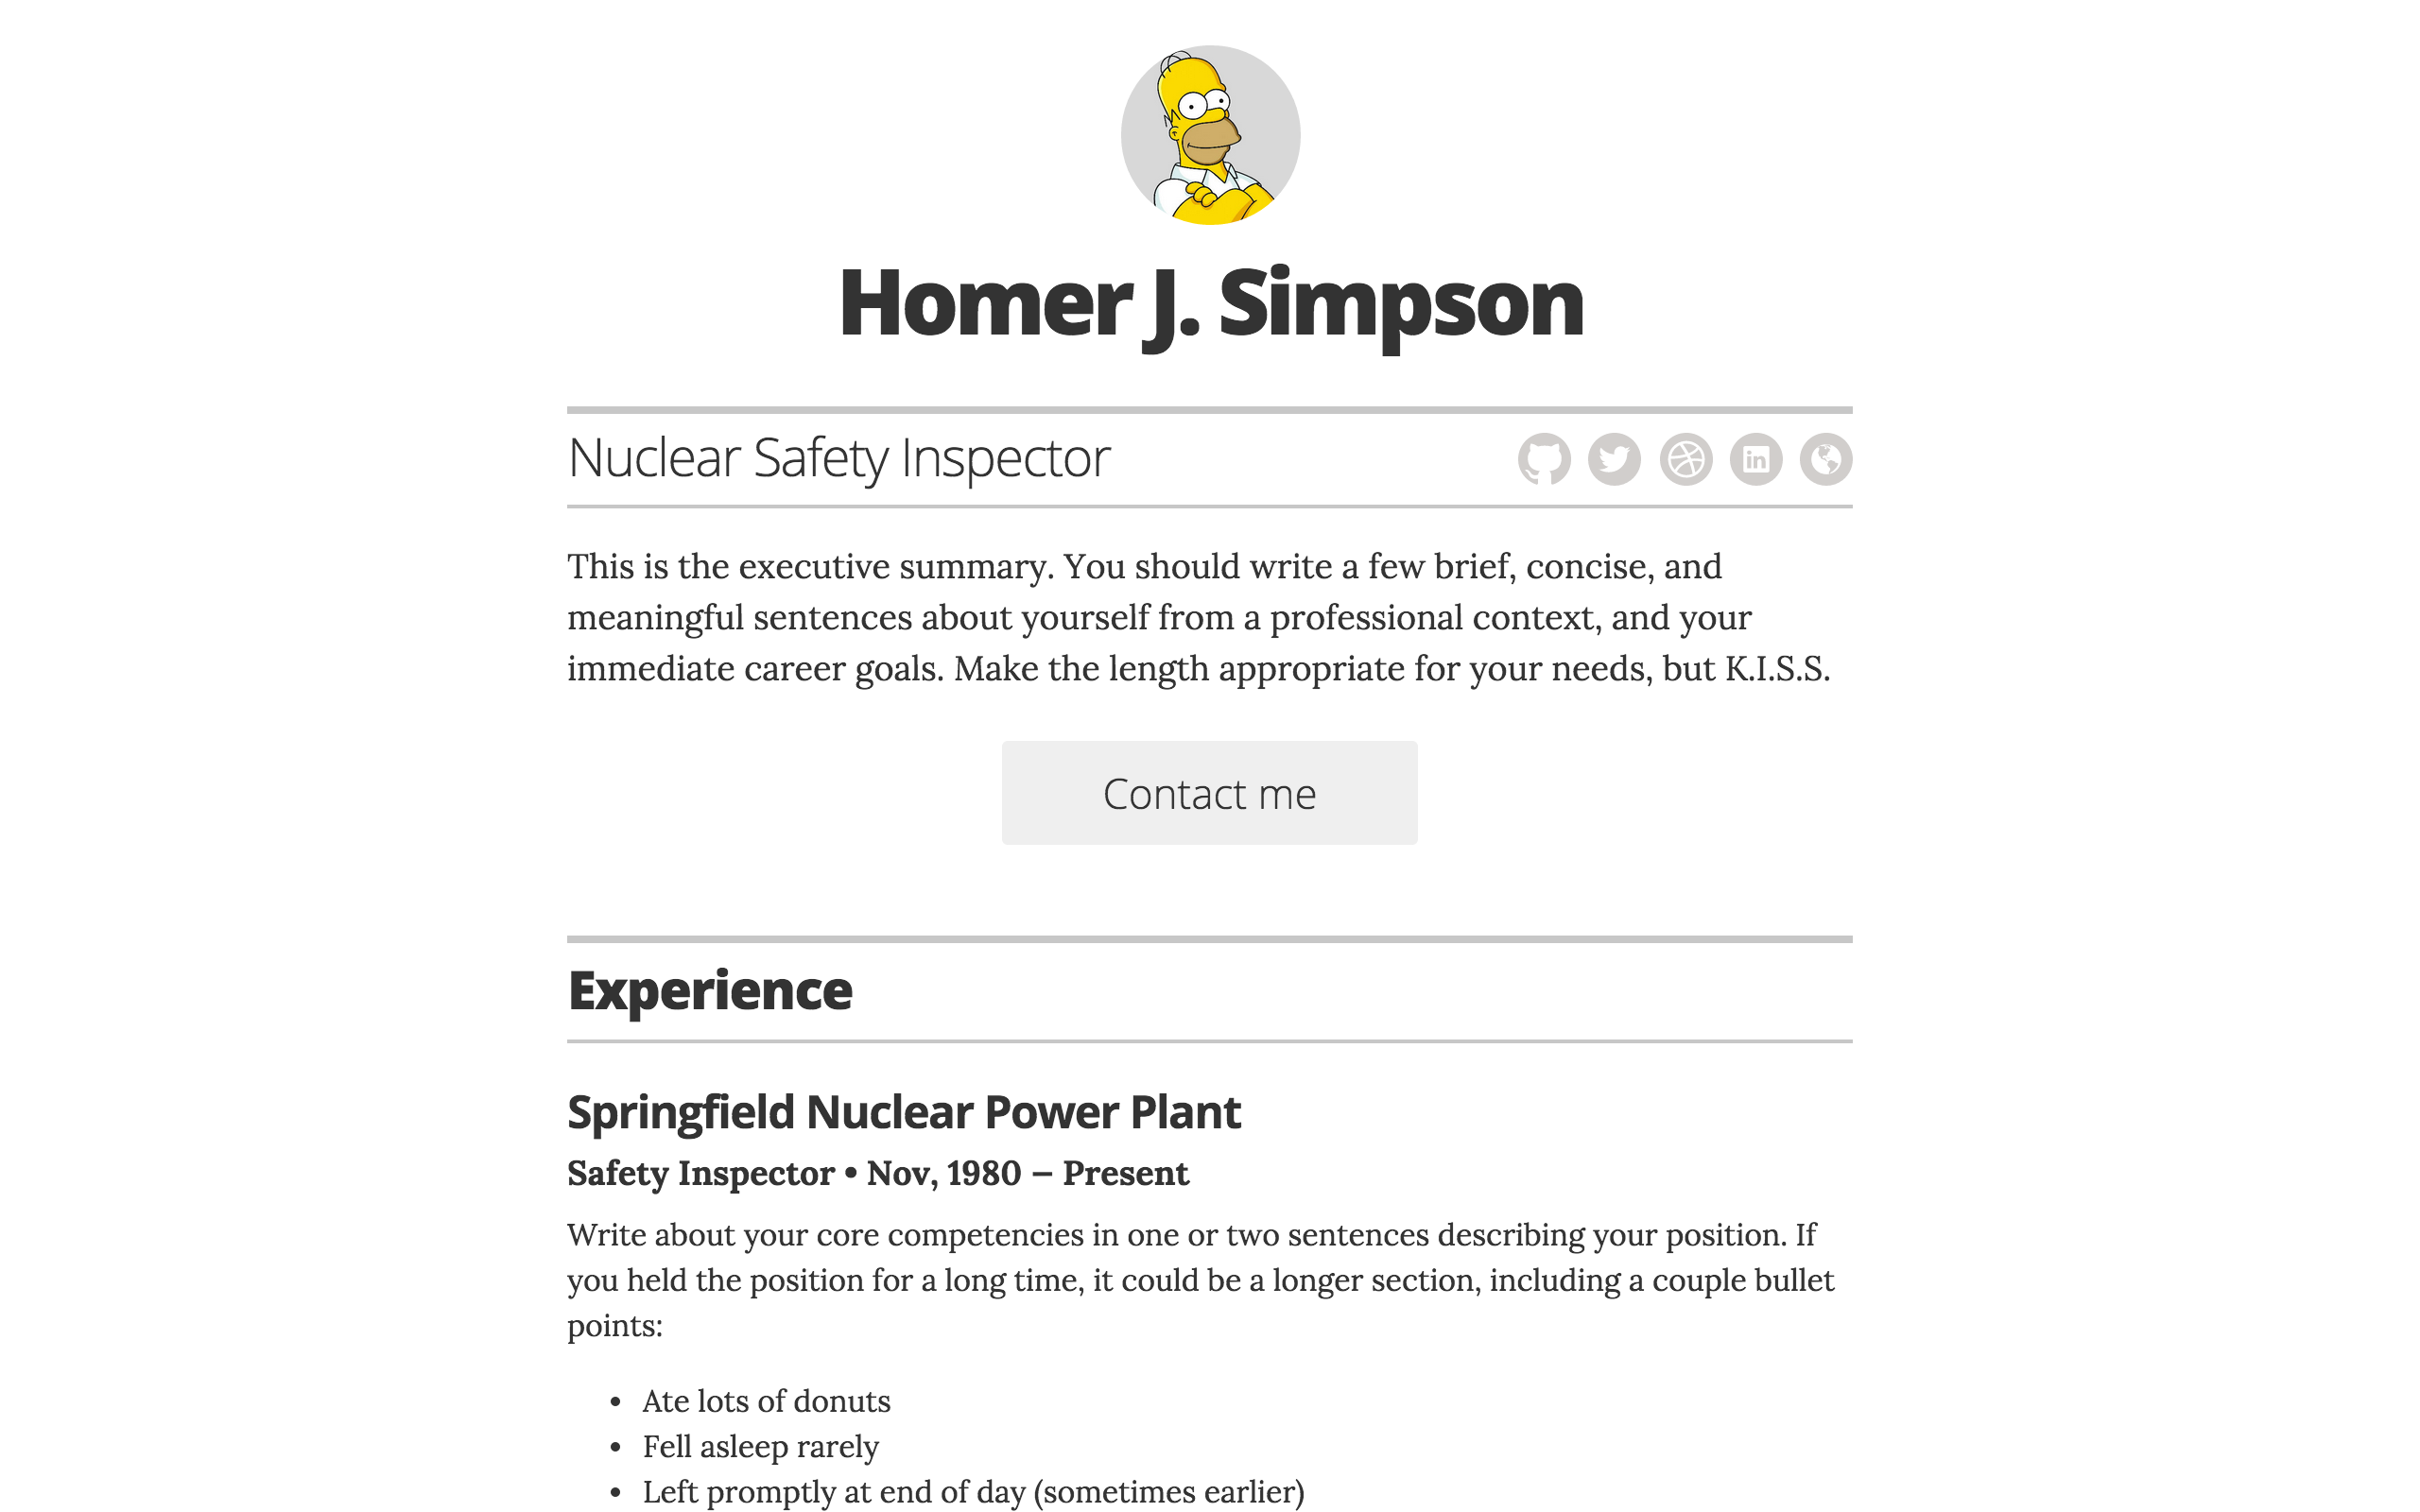 Homer J. Simpson
Nuclear Safety Inspector
in
This is the executive summary. You should write a few brief, concise, and
meaningful sentences about yourself from a professional context, and your
immediate career goals. Make the length appropriate for your needs, but K.I.S.S.
Contact me
Experience
Springfield Nuclear Power Plant
Safety Inspector • Nov, 1980 — Present
Write about your core competencies in one or two sentences describing your position. If
you held the position for a long time, it could be a longer section, including a couple bullet
points:
• Ate lots of donuts
• Fell asleep rarely
• Left promptly at end of day (sometimes earlier)